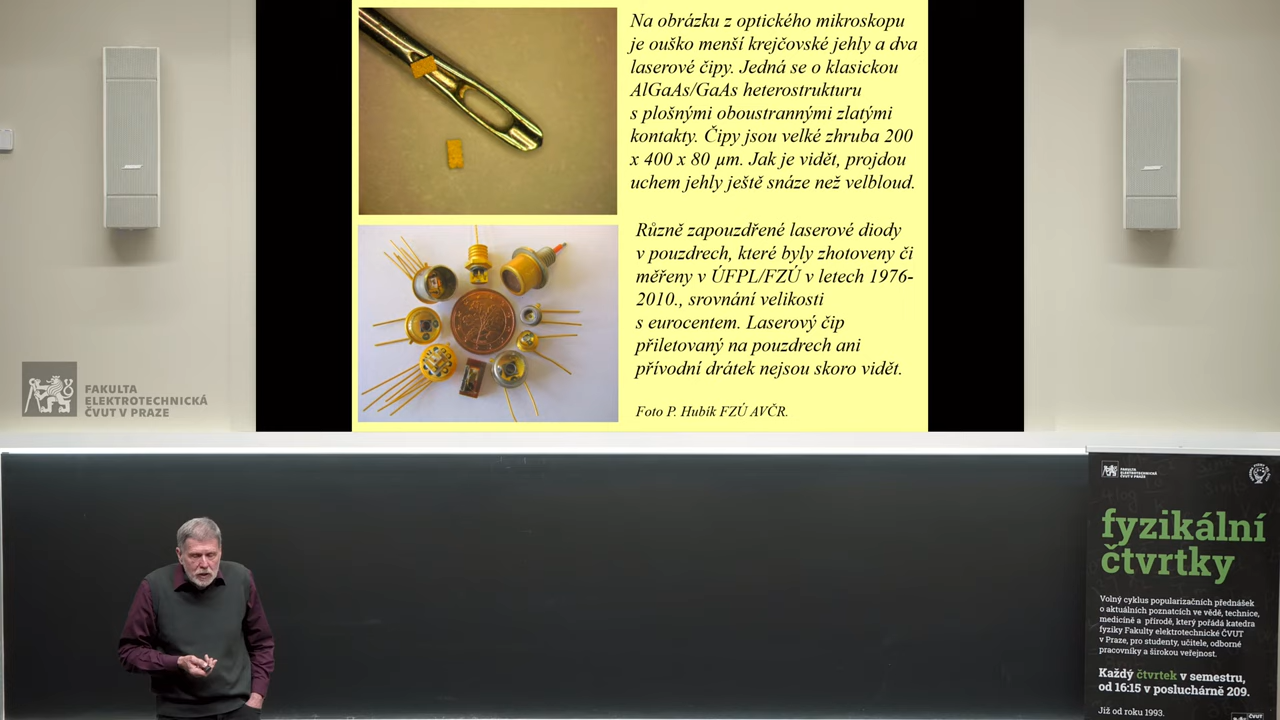 Na obrázku z optického mikroskopu
je ouško menší krejčovské jehly a dva
laserové čipy. Jedná se o klasickou
AlGaAs/GaAs heterostrukturu
s plošnými oboustrannými zlatými
kontakty. Čipy jsou velké zhruba 200
x 400 x 80 µm. Jak je vidět, projdou
uchem jehly ještě snáze než velbloud.
Různě zapouzdřené laserové diody
v pouzdrech, které byly zhotoveny či
měřeny v ÚFPL/FZÚ v letech 1976-
2010., srovnání velikosti
s eurocentem. Laserový čip
přiletovaný na pouzdrech ani
přívodní drátek nejsou skoro vidět.
Foto P. Hubík FZÚ AVČR.
FAKULTA
ELEKTROTECHNICKÁ
ČVUT V PRAZE
FAKULTA
ELEKTROTECHNICKÁ
ČVUT V PRAZE
fyzikální
čtvrtky
Volný cyklus popularizačních přednášek
o aktuálních poznatcích ve vědě, technice,
medicíně a přírodě, který pořádá katedra
fyziky Fakulty elektrotechnické ČVUT
v Praze, pro studenty, učitele, odborné
pracovníky a širokou veřejnost.
Každý čtvrtek v semestru,
od 16:15 v posluchárně 209.
Již od roku 1993.
ČVUT